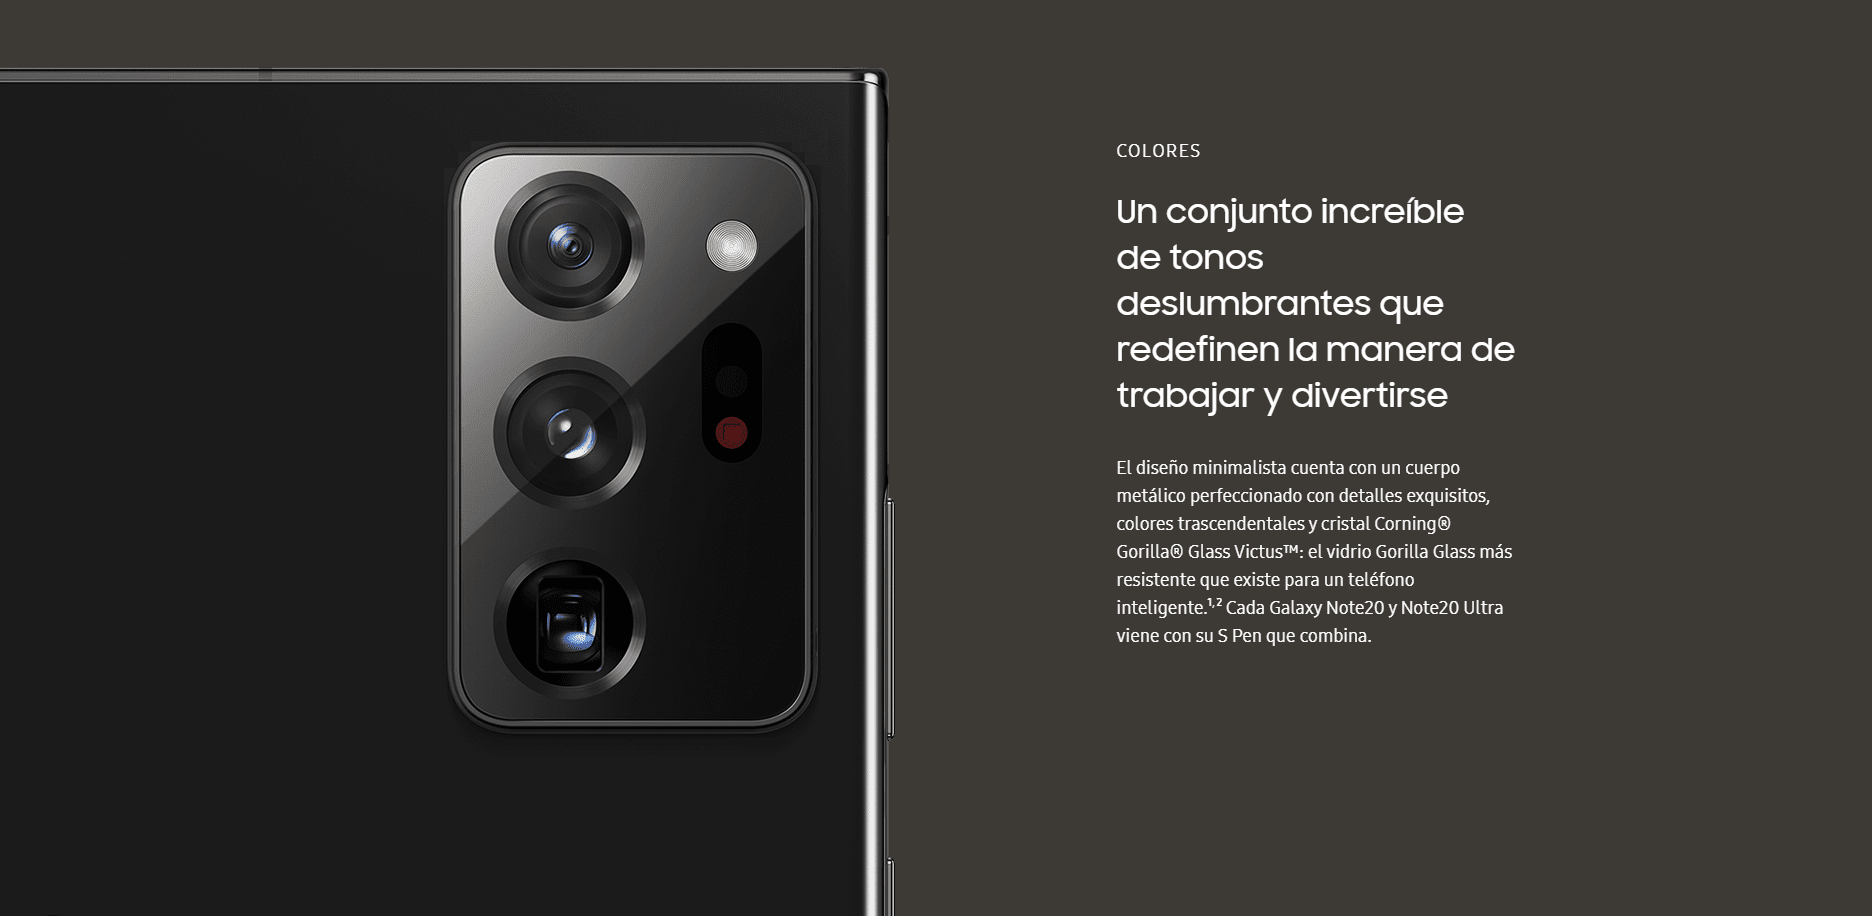 COLORES
Un conjunto increíble
de tonos
deslumbrantes que
redefinen la manera de
trabajar y divertirse
El diseño minimalista cuenta con un cuerpo
metálico perfeccionado con detalles exquisitos,
colores trascendentales y cristal Corning®
Gorilla® Glass Victus™: el vidrio Gorilla Glass más
resistente que existe para un teléfono
inteligente.¹,² Cada Galaxy Note20 y Note20 Ultra
viene con su S Pen que combina.